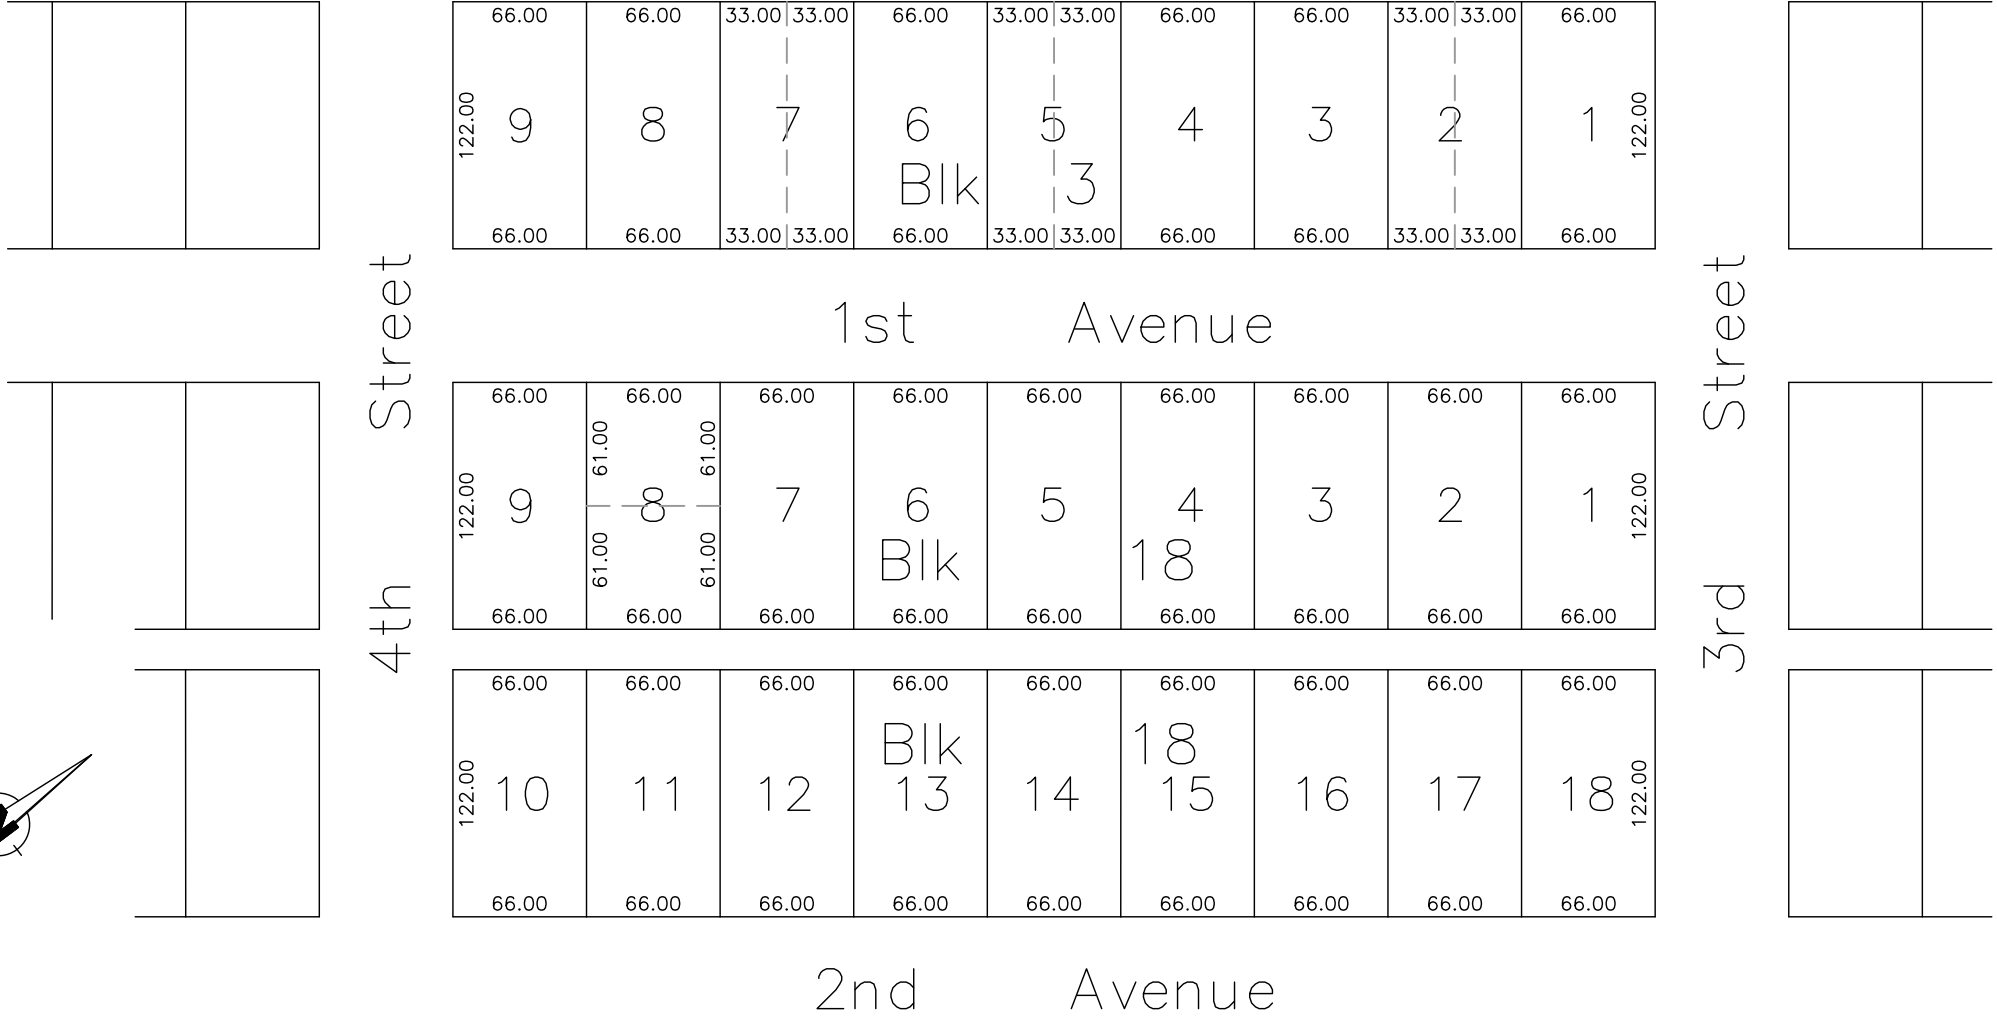 66.00 66.00 33.00 33.00 66.00 33.00 33.00 66.00 66.00 33.00 33.00 66.00
122.00 9 8 7 6 5 4 3 2 1 122.00
Blk 3
66.00 66.00 33.00 33.00 66.00 33.00 33.00 66.00 66.00 33.00 33.00 66.00
1st Avenue
4th Street
3rd Street
66.00 66.00 66.00 66.00 66.00 66.00 66.00 66.00 66.00
61.00 61.00
122.00 9 8 7 6 5 4 3 2 1 122.00
61.00 61.00
Blk 18
66.00 66.00 66.00 66.00 66.00 66.00 66.00 66.00 66.00
66.00 66.00 66.00 66.00 66.00 66.00 66.00 66.00 66.00
Blk 18
122.00 10 11 12 13 14 15 16 17 18 122.00
66.00 66.00 66.00 66.00 66.00 66.00 66.00 66.00 66.00
2nd Avenue